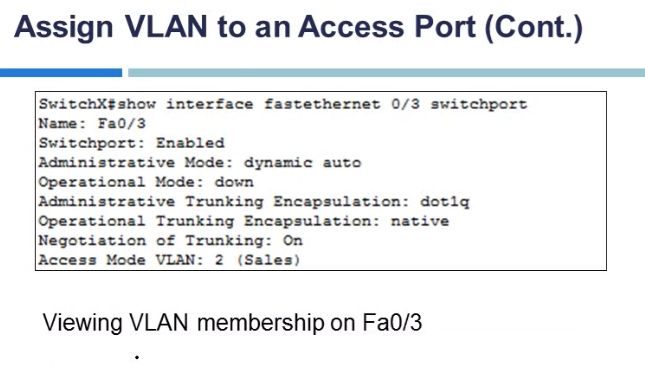 Assign VLAN to an Access Port (Cont.)
SwitchX#show interface fastethernet 0/3 switchport
Name: Fa0/3
Switchport: Enabled
Administrative Mode: dynamic auto
Operational Mode: down
Administrative Trunking Encapsulation: dot1q
Operational Trunking Encapsulation: native
Negotiation of Trunking: On
Access Mode VLAN: 2 (Sales)
Viewing VLAN membership on Fa0/3
.